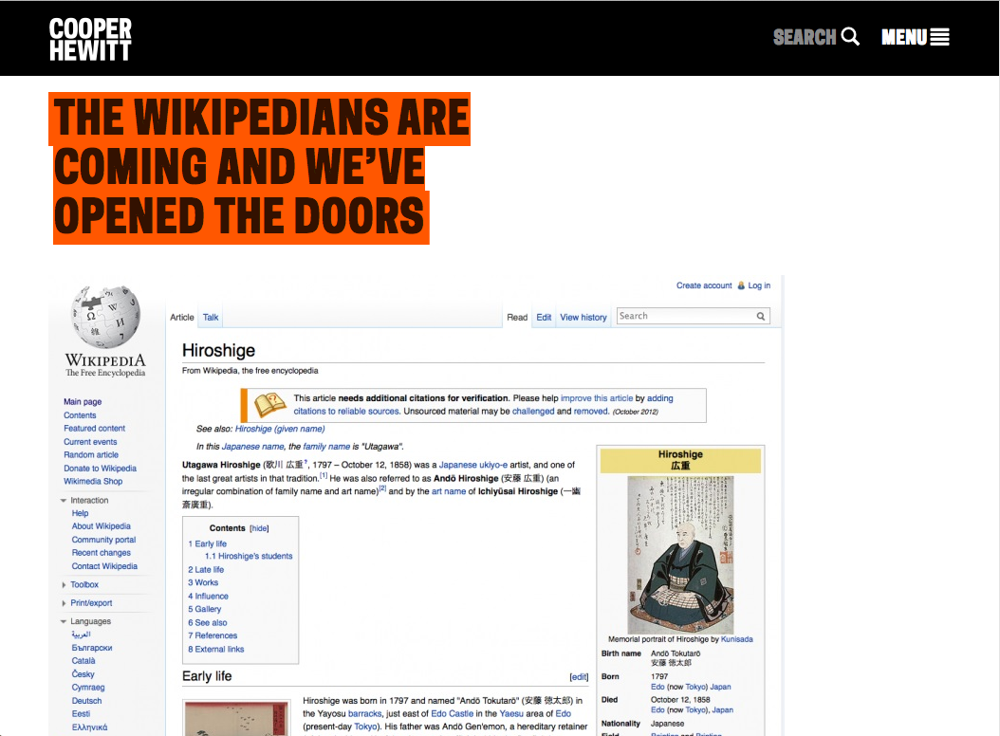 COOPER
HEWITT
SEARCH
MENU
THE WIKIPEDIANS ARE
COMING AND WE'VE
OPENED THE DOORS
Create account Log in
Article Talk
Read Edit View history Search
WIKIPEDIA
The Free Encyclopedia
Main page
Contents
Featured content
Current events
Random article
Donate to Wikipedia
Wikimedia Shop
Interaction
Help
About Wikipedia
Community portal
Recent changes
Contact Wikipedia
Toolbox
Print/export
Languages
العربية
Български
Català
Česky
Cymraeg
Deutsch
Eesti
Ελληνικά
Hiroshige
From Wikipedia, the free encyclopedia
This article needs additional citations for verification. Please help improve this article by adding
citations to reliable sources. Unsourced material may be challenged and removed. (October 2012)
See also: Hiroshige (given name)
In this Japanese name, the family name is "Utagawa".
Utagawa Hiroshige (歌川 広重?, 1797 – October 12, 1858) was a Japanese ukiyo-e artist, and one of
the last great artists in that tradition.[1] He was also referred to as Andō Hiroshige (安藤 広重) (an
irregular combination of family name and art name)[2] and by the art name of Ichiyūsai Hiroshige (一幽
斎廣重).
Contents [hide]
1 Early life
1.1 Hiroshige's students
2 Late life
3 Works
4 Influence
5 Gallery
6 See also
7 References
8 External links
Early life [edit]
Hiroshige was born in 1797 and named "Andō Tokutarō" (安藤 徳太郎) in
the Yayosu barracks, just east of Edo Castle in the Yaesu area of Edo
(present-day Tokyo). His father was Andō Gen'emon, a hereditary retainer
Hiroshige
広重
Memorial portrait of Hiroshige by Kunisada
Birth name Andō Tokutarō
安藤 徳太郎
Born 1797
Edo (now Tokyo) Japan
Died October 12, 1858
Edo (now Tokyo), Japan
Nationality Japanese
Field Painting and Printing